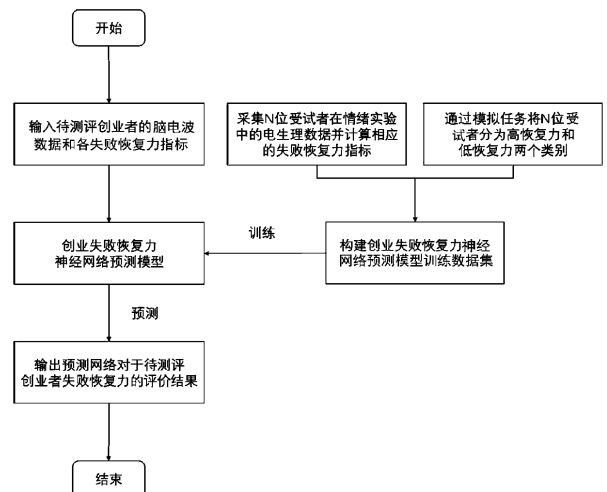 开始
输入待测评创业者的脑电波
数据和各失败恢复力指标
采集N位受试者在情绪实验
中的电生理数据并计算相应
的失败恢复力指标
通过模拟任务将N位受
试者分为高恢复力和
低恢复力两个类别
创业失败恢复力
神经网络预测模型
训练
构建创业失败恢复力神经
网络预测模型训练数据集
预测
输出预测网络对于待测评
创业者失败恢复力的评价结果
结束